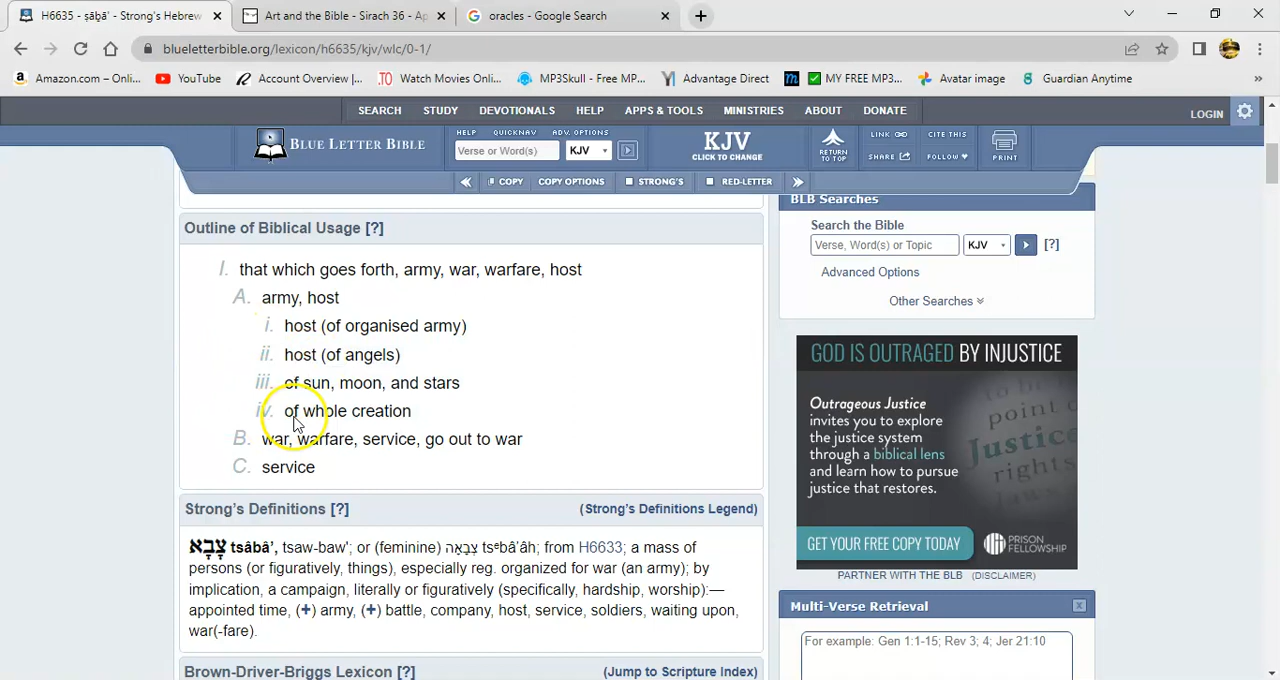 H6635 - ṣāḇā' - Strong's Hebrew
Art and the Bible - Sirach 36 - Ap
oracles - Google Search
blueletterbible.org/lexicon/h6635/kjv/wlc/0-1/
Amazon.com – Onli...
YouTube
Account Overview |...
.TO Watch Movies Onl...
MP3Skull - Free MP...
Advantage Direct
MY FREE MP3...
Avatar image
Guardian Anytime
»
SEARCH STUDY DEVOTIONALS HELP APPS & TOOLS MINISTRIES ABOUT DONATE
LOGIN
BLUE LETTER BIBLE
HELP QUICKNAV ADV. OPTIONS
Verse or Word(s) KJV
KJV
CLICK TO CHANGE
RETURN
TO TOP
LINK CITE THIS
SHARE FOLLOW
PRINT
COPY COPY OPTIONS STRONG'S RED-LETTER
Outline of Biblical Usage [?]
I. that which goes forth, army, war, warfare, host
A. army, host
i. host (of organised army)
ii. host (of angels)
iii. of sun, moon, and stars
iv. of whole creation
B. war, warfare, service, go out to war
C. service
Strong's Definitions [?] (Strong's Definitions Legend)
צָבָא tsâbâʼ, tsaw-baw'; or (feminine) צְבָאָה tsᵉbâʼâh; from H6633; a mass of
persons (or figuratively, things), especially reg. organized for war (an army); by
implication, a campaign, literally or figuratively (specifically, hardship, worship):—
appointed time, (+) army, (+) battle, company, host, service, soldiers, waiting upon,
war(-fare).
Brown-Driver-Briggs Lexicon [?] (Jump to Scripture Index)
BLB Searches
Search the Bible
Verse, Word(s) or Topic KJV [?]
Advanced Options
Other Searches
GOD IS OUTRAGED BY INJUSTICE
Outrageous Justice
invites you to explore
the justice system
through a biblical lens
and learn how to pursue
justice that restores.
point of
Justice
rights
laws
GET YOUR FREE COPY TODAY
PRISON
FELLOWSHIP
PARTNER WITH THE BLB (DISCLAIMER)
Multi-Verse Retrieval
For example: Gen 1:1-15; Rev 3; 4; Jer 21:10